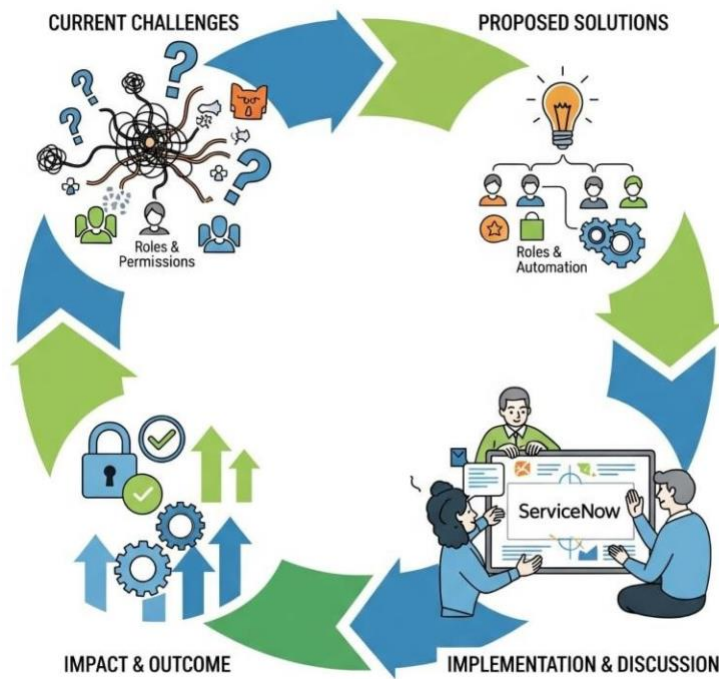 CURRENT CHALLENGES
PROPOSED SOLUTIONS
Roles &
Permissions
Roles &
Automation
ServiceNow
IMPACT & OUTCOME
IMPLEMENTATION & DISCUSSION